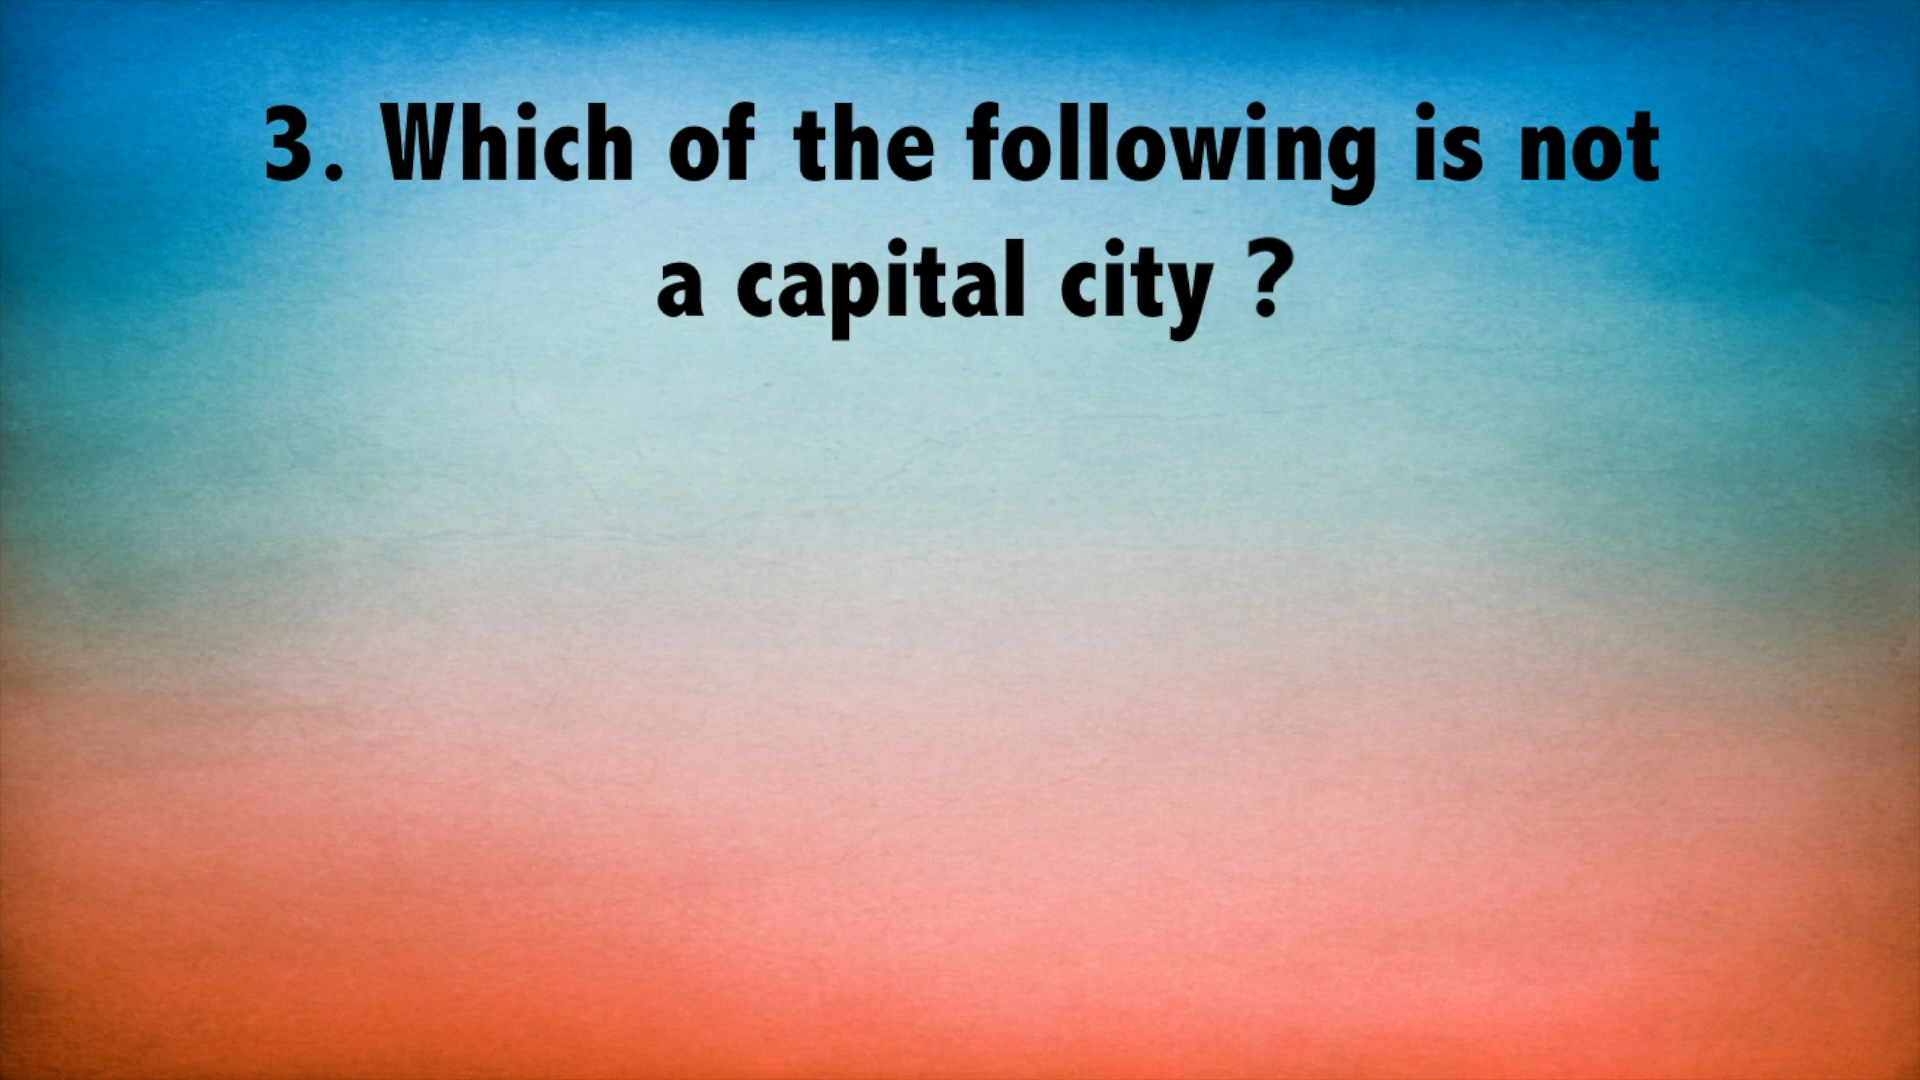 3. Which of the following is not
a capital city ?